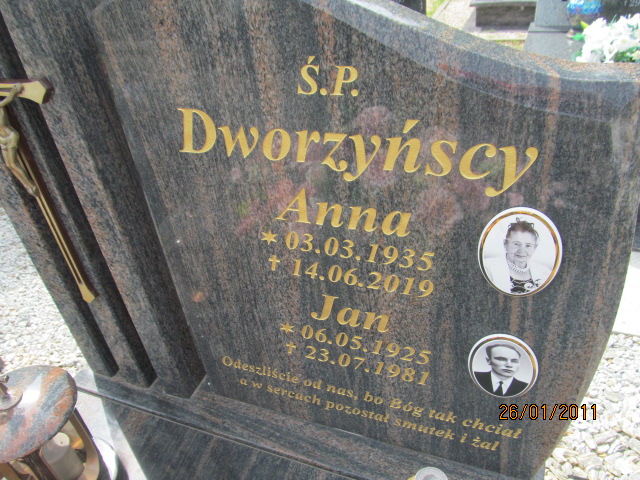 Ś.P.
Dworzyńscy
Anna
* 03.03.1935
† 14.06.2019
Jan
* 06.05.1925
† 23.07.1981
Odeszliście od nas, bo Bóg tak chciał
a w sercach pozostał smutek i żal
26/01/2011